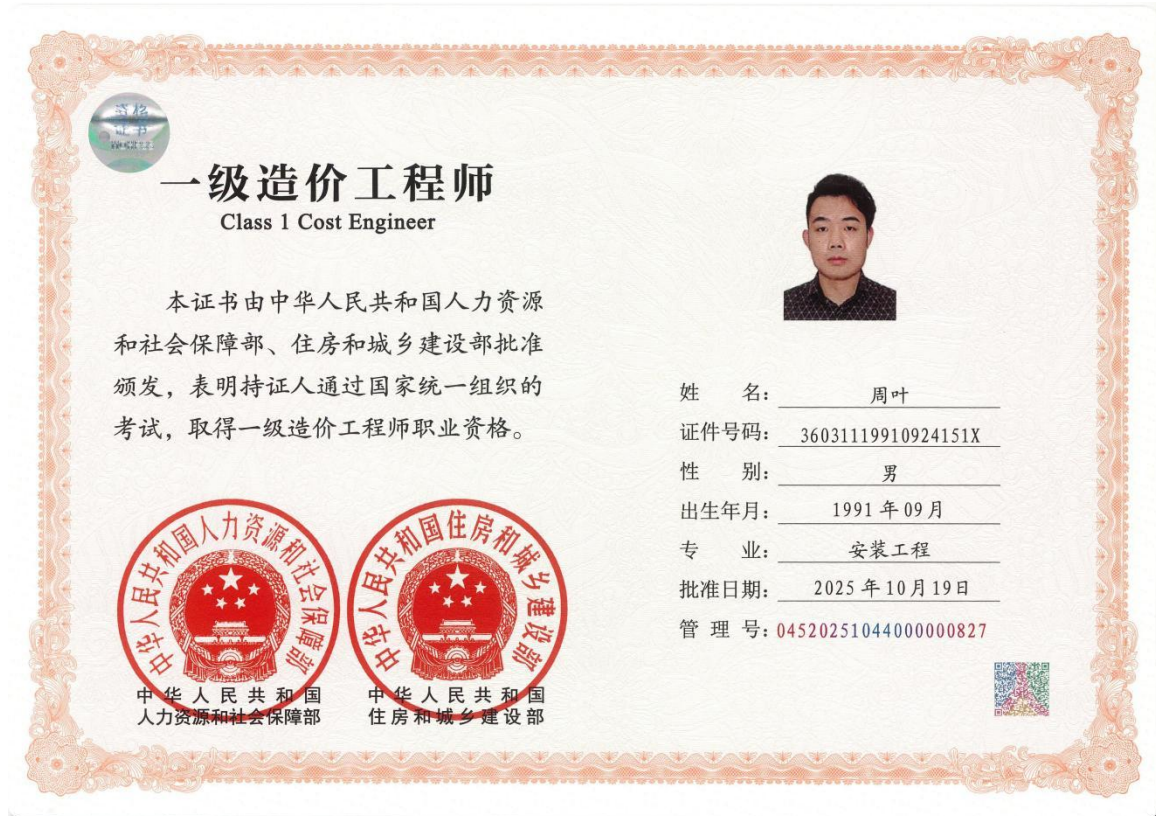 资格
证书
一级造价工程师
Class 1 Cost Engineer
本证书由中华人民共和国人力资源
和社会保障部、住房和城乡建设部批准
颁发，表明持证人通过国家统一组织的
考试，取得一级造价工程师职业资格。
中华人民共和国人力资源和社会保障部
中华人民共和国住房和城乡建设部
中华人民共和国
人力资源和社会保障部
中华人民共和国
住房和城乡建设部
姓名：周叶
证件号码：36031119910924151X
性别：男
出生年月：1991年09月
专业：安装工程
批准日期：2025年10月19日
管理号：04520251044000000827